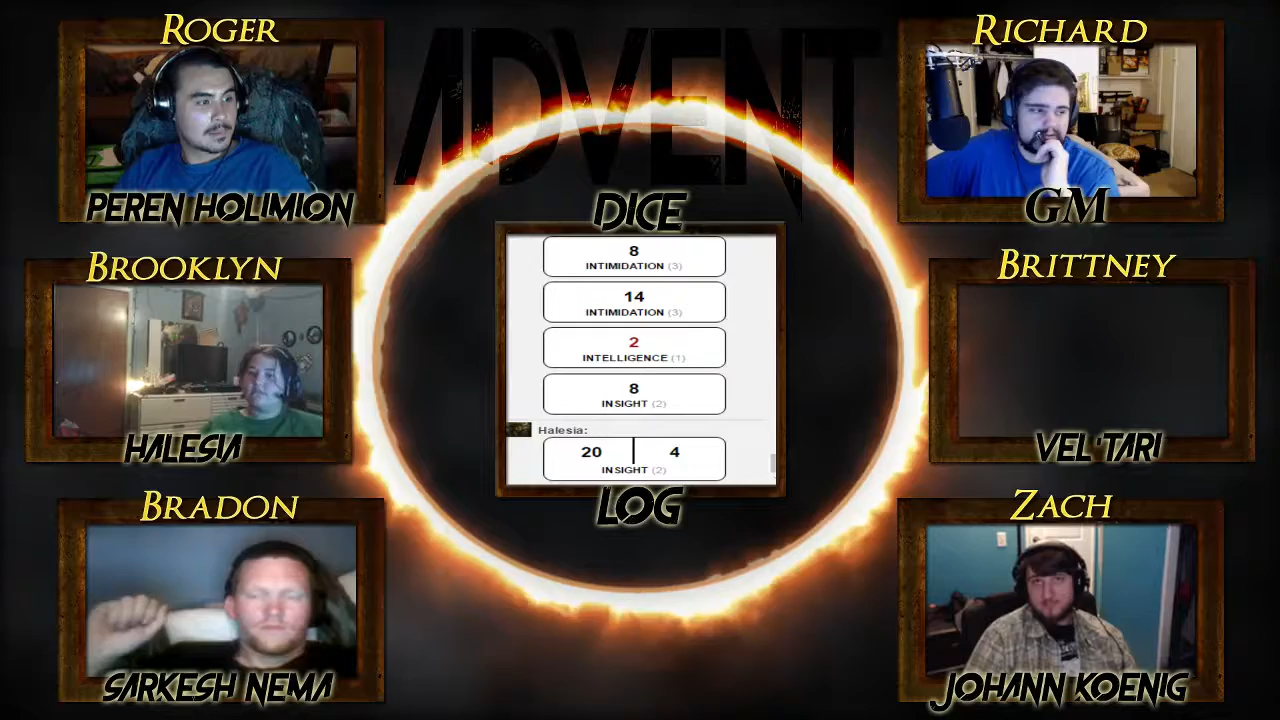 ADVENT
ROGER
PEREN HOLIMION
RICHARD
GM
BROOKLYN
HALESIA
BRITTNEY
VEL'TARI
BRADON
SARKESH NEMA
ZACH
JOHANN KOENIG
DICE
8
INTIMIDATION (3)
14
INTIMIDATION (3)
2
INTELLIGENCE (1)
8
INSIGHT (2)
Halesia:
20 4
INSIGHT (2)
LOG